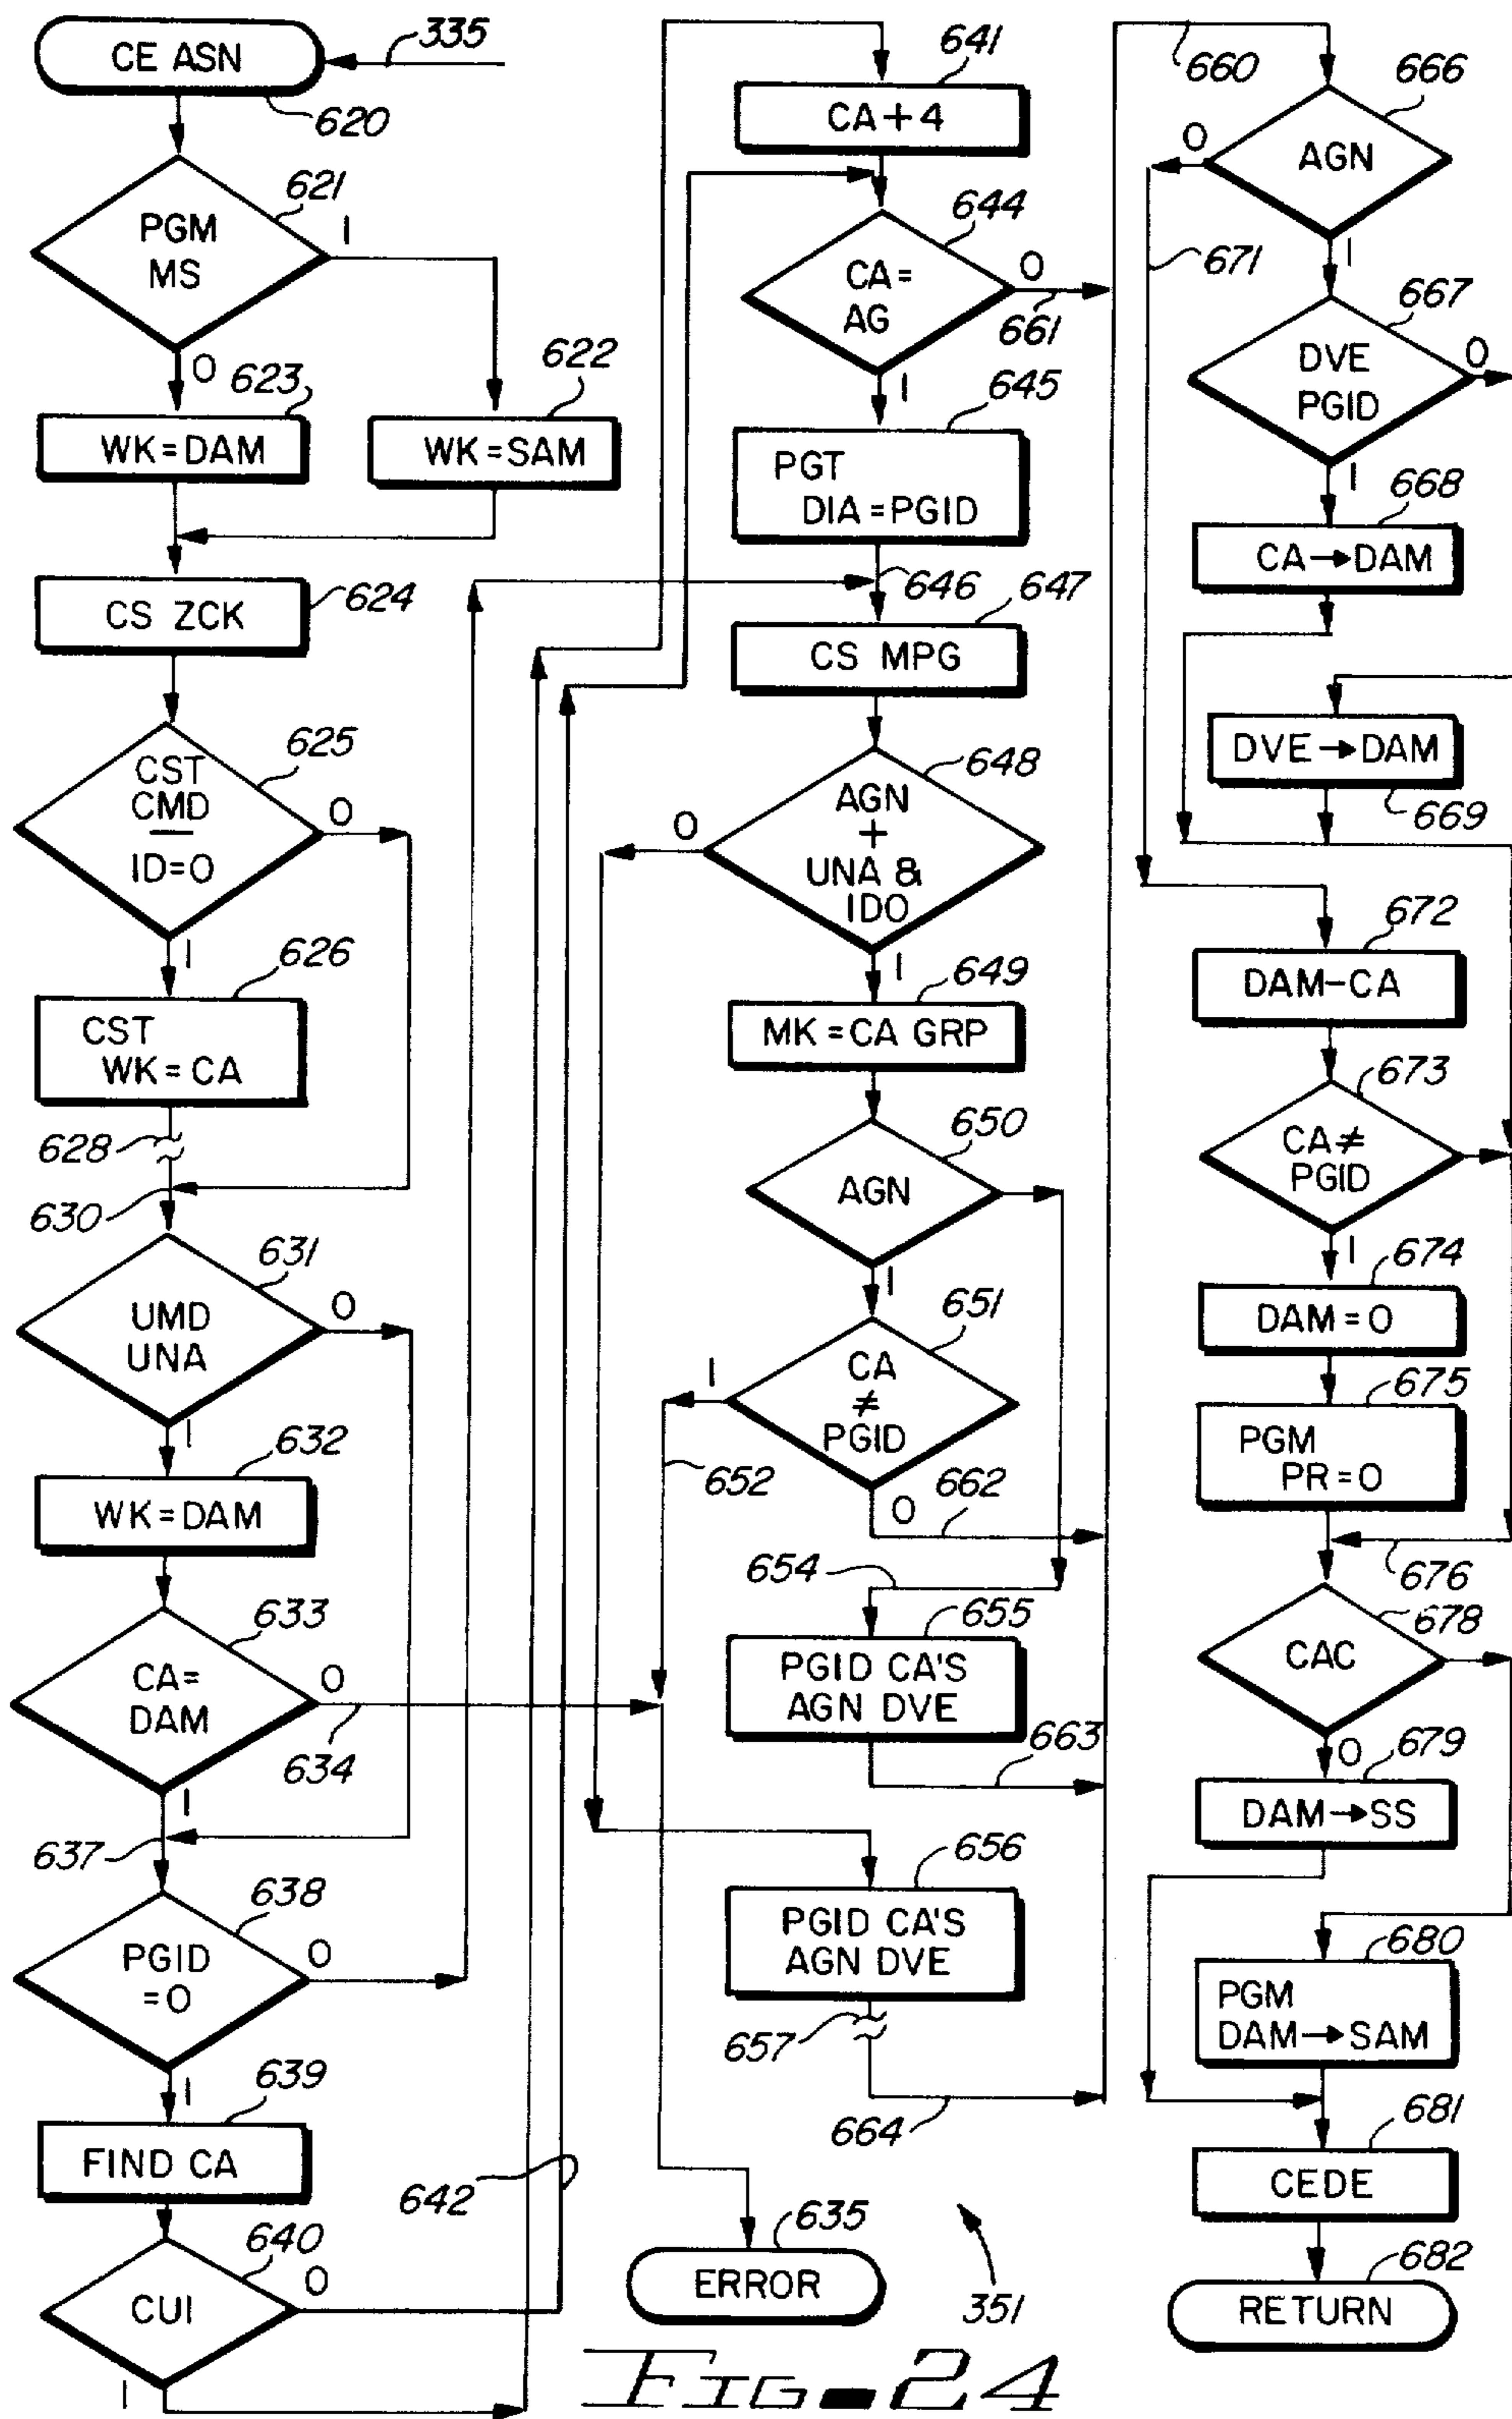 CE ASN
335
620
PGM
MS
621
1
0
623
622
WK=DAM
WK=SAM
CS ZCK
624
CST
CMD
ID=0
625
0
1
626
CST
WK=CA
628
630
UMD
UNA
631
0
1
632
WK=DAM
633
CA=
DAM
0
634
1
637
638
PGID
=0
0
1
639
FIND CA
640
CUI
0
1
641
CA+4
644
CA=
AG
0
661
1
645
PGT
DIA=PGID
646
647
CS MPG
648
AGN
+
UNA &
IDO
0
1
649
MK=CA GRP
650
AGN
1
651
CA
≠
PGID
1
652
0
662
654
655
PGID CA'S
AGN DVE
663
656
PGID CA'S
AGN DVE
657
664
642
635
ERROR
351
660
666
AGN
0
671
1
667
DVE
PGID
0
1
668
CA→DAM
DVE→DAM
669
672
DAM-CA
673
CA≠
PGID
1
674
DAM=0
675
PGM
PR=0
676
678
CAC
0
679
DAM→SS
680
PGM
DAM→SAM
681
CEDE
682
RETURN
FIG-24